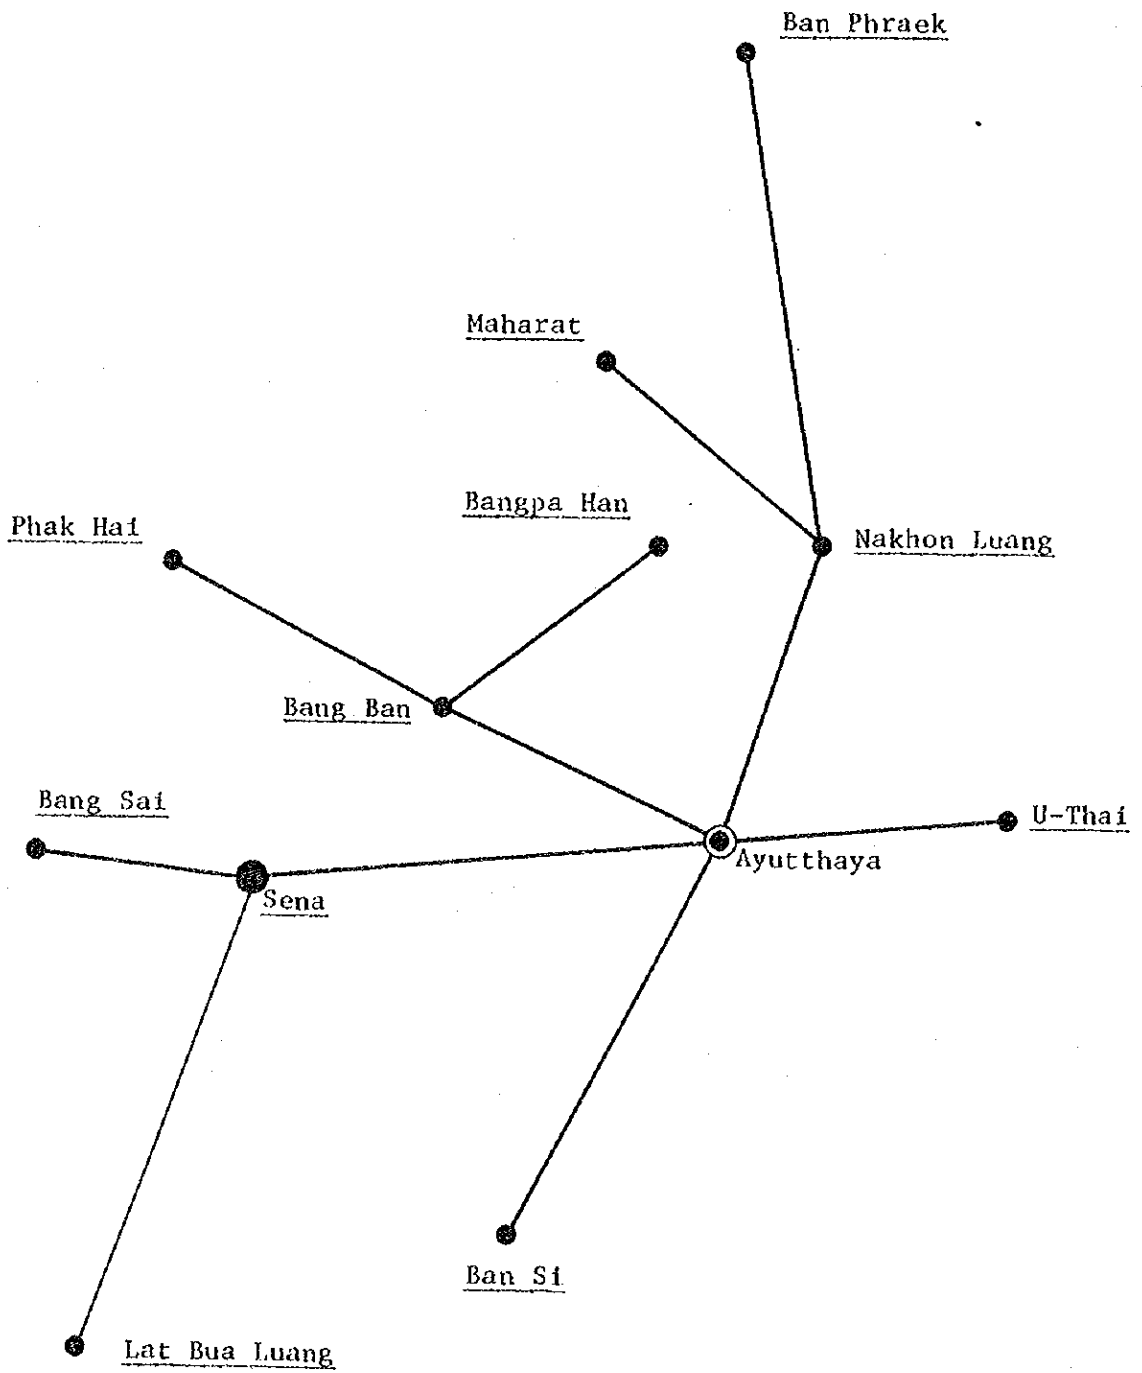 Ban Phraek
Maharat
Bangpa Han
Phak Hai
Nakhon Luang
Bang Ban
Bang Sai
U-Thai
Ayutthaya
Sena
Ban Si
Lat Bua Luang